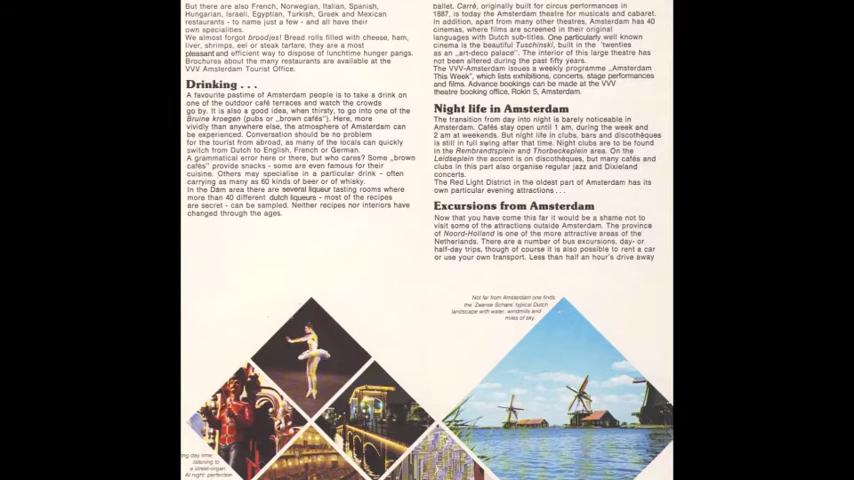 But there are also French, Norwegian, Italian, Spanish,
Hungarian, Israeli, Egyptian, Turkish, Greek and Mexican
restaurants - to name just a few - and all have their
own specialities.
We almost forgot broodjes! Bread rolls filled with cheese, ham,
liver, shrimps, eel or steak tartare, they are a most
pleasant and efficient way to dispose of lunchtime hunger pangs.
Brochures about the many restaurants are available at the
VVV Amsterdam Tourist Office.
Drinking . . .
A favourite pastime of Amsterdam people is to take a drink on
one of the outdoor café terraces and watch the crowds
go by. It is also a good idea, when thirsty, to go into one of the
Bruine kroegen (pubs or „brown cafés"). Here, more
vividly than anywhere else, the atmosphere of Amsterdam can
be experienced. Conversation should be no problem
for the tourist from abroad, as many of the locals can quickly
switch from Dutch to English, French or German.
A grammatical error here or there, but who cares? Some „brown
cafés" provide snacks - some are even famous for their
cuisine. Others may specialise in a particular drink - often
carrying as many as 60 kinds of beer or of whisky.
In the Dam area there are several liqueur tasting rooms where
more than 40 different dutch liqueurs - most of the recipes
are secret - can be sampled. Neither recipes nor interiors have
changed through the ages.
ballet. Carré, originally built for circus performances in
1887, is today the Amsterdam theatre for musicals and cabaret.
In addition, apart from many other theatres, Amsterdam has 40
cinemas, where films are screened in their original
languages with Dutch sub-titles. One particularly well known
cinema is the beautiful Tuschinski, built in the 'twenties
as an „art-deco palace". The interior of this large theatre has
not been altered during the past fifty years.
The VVV-Amsterdam issues a weekly programme „Amsterdam
This Week", which lists exhibitions, concerts, stage performances
and films. Advance bookings can be made at the VVV
theatre booking office, Rokin 5, Amsterdam.
Night life in Amsterdam
The transition from day into night is barely noticeable in
Amsterdam. Cafés stay open until 1 am, during the week and
2 am at weekends. But night life in clubs, bars and discothèques
is still in full swing after that time. Night clubs are to be found
in the Rembrandtsplein and Thorbeckeplein area. On the
Leidseplein the accent is on discothèques, but many cafés and
clubs in this part also organise regular jazz and Dixieland
concerts.
The Red Light District in the oldest part of Amsterdam has its
own particular evening attractions . . .
Excursions from Amsterdam
Now that you have come this far it would be a shame not to
visit some of the attractions outside Amsterdam. The province
of Noord-Holland is one of the more attractive areas of the
Netherlands. There are a number of bus excursions, day- or
half-day trips, though of course it is also possible to rent a car
or use your own transport. Less than half an hour's drive away
Not far from Amsterdam one finds
the 'Zaanse Schans' typical Dutch
landscape with water, windmills and
miles of sky.
ing day time:
listening to
a street-organ.
At night: perfection